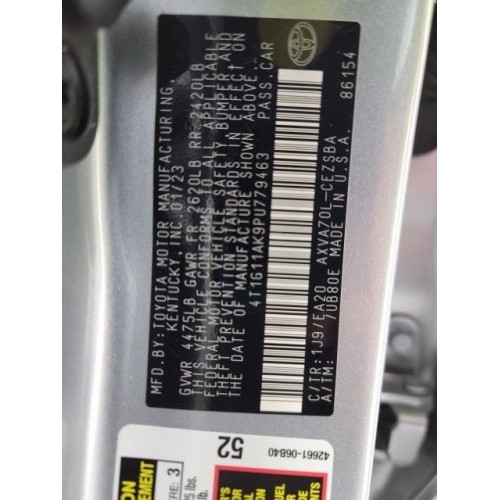 MFD. BY: TOYOTA MOTOR MANUFACTURING,
KENTUCKY, INC. 01/23
GVWR 4475LB GAWR FR 2620LB RR 2420LB
THIS VEHICLE CONFORMS TO ALL APPLICABLE
FEDERAL MOTOR VEHICLE SAFETY, BUMPER AND
THEFT PREVENTION STANDARDS IN EFFECT ON
THE DATE OF MANUFACTURE SHOWN ABOVE.
4T1G11AK9PU779463 PASS. CAR
C/TR: 1J9/EA20 AXVA70L-CEZSBA
A/TM: 7UB80E MADE IN U.S.A. 86154
52
42661-06B40